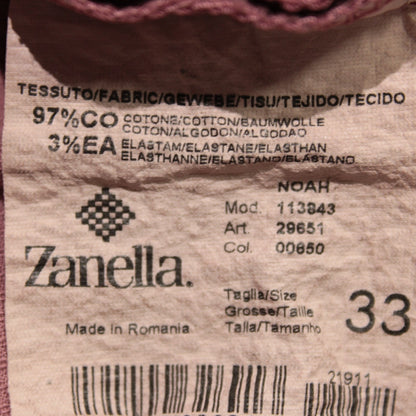 TESSUTO/FABRIC/GEWEBE/TISU/TEJIDO/TECIDO
97%CO COTONE/COTTON/BAUMWOLLE
COTON/ALGODON/ALGODAO
3%EA ELASTAM/ELASTANE/ELASTHAN
ELASTHANNE/ELASTANO/ELASTANO
NOAH
Mod. 113843
Art. 29651
Col. 00650
Zanella.
Taglia/Size
Grosse/Taille
Talla/Tamanho
33
Made in Romania
21911